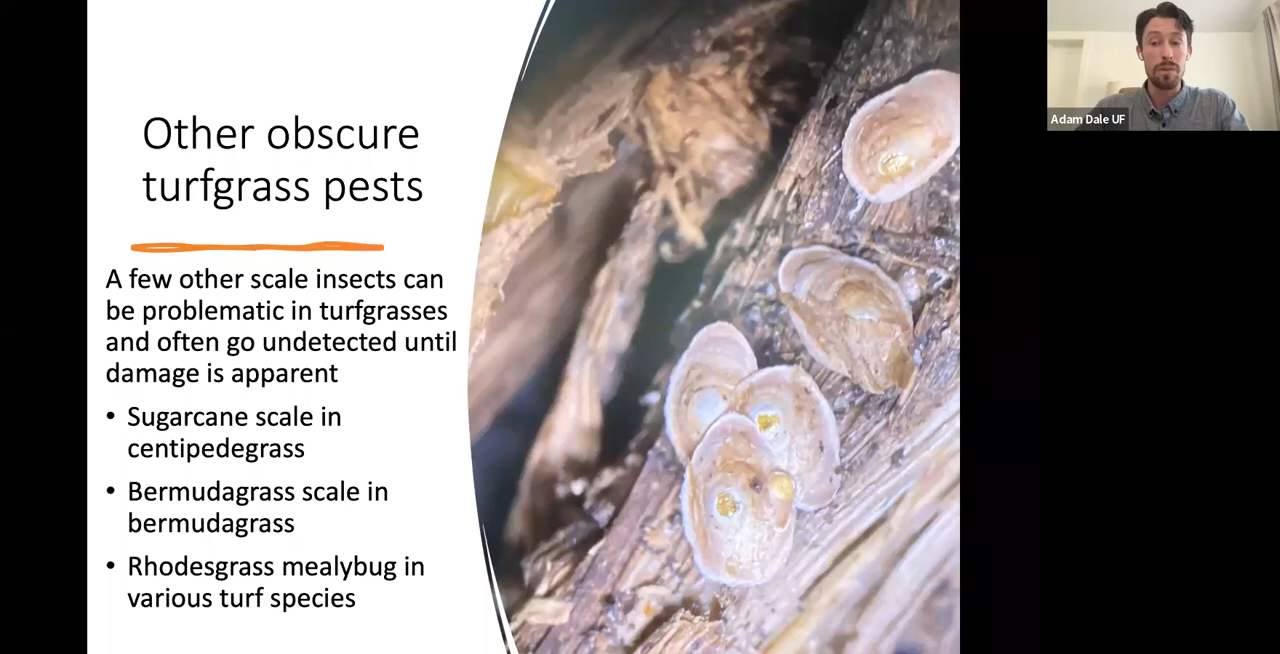 Other obscure
turfgrass pests
A few other scale insects can
be problematic in turfgrasses
and often go undetected until
damage is apparent
• Sugarcane scale in
centipedegrass
• Bermudagrass scale in
bermudagrass
• Rhodesgrass mealybug in
various turf species
Adam Dale UF